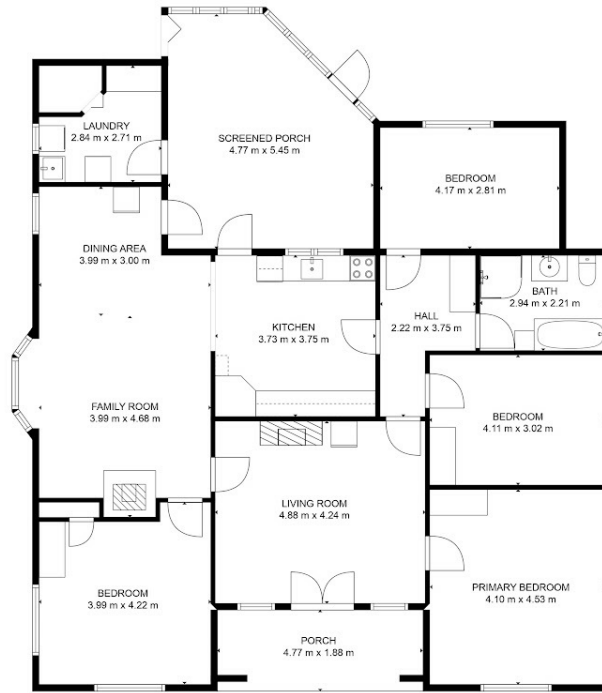 LAUNDRY
2.84 m x 2.71 m
SCREENED PORCH
4.77 m x 5.45 m
BEDROOM
4.17 m x 2.81 m
DINING AREA
3.99 m x 3.00 m
KITCHEN
3.73 m x 3.75 m
HALL
2.22 m x 3.75 m
BATH
2.94 m x 2.21 m
FAMILY ROOM
3.99 m x 4.68 m
BEDROOM
4.11 m x 3.02 m
LIVING ROOM
4.88 m x 4.24 m
BEDROOM
3.99 m x 4.22 m
PRIMARY BEDROOM
4.10 m x 4.53 m
PORCH
4.77 m x 1.88 m